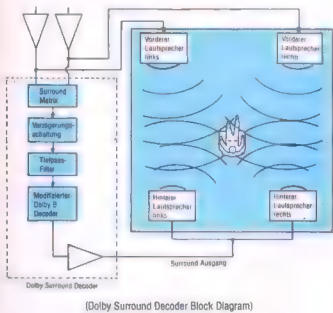 Vorderer
Lautsprecher
links
Vorderer
Lautsprecher
rechts
Surround
Matrix
Verzögerungs-
schaltung
Tiefpass-
Filter
Modifizierter
Dolby B
Decoder
Hinterer
Lautsprecher
links
Hinterer
Lautsprecher
rechts
Surround Ausgang
Dolby Surround Decoder
(Dolby Surround Decoder Block Diagram)